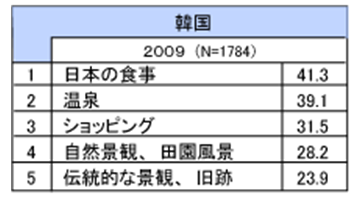 韓国
2009 (N=1784)
1 日本の食事 41.3
2 温泉 39.1
3 ショッピング 31.5
4 自然景観、田園風景 28.2
5 伝統的な景観、旧跡 23.9